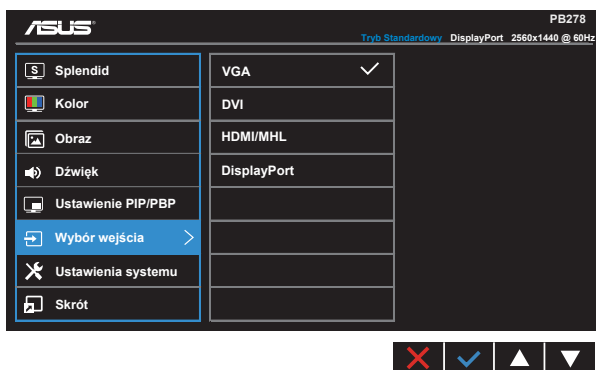 ASUS
PB278
Tryb Standardowy DisplayPort 2560x1440 @ 60Hz
S Splendid
Kolor
Obraz
Dźwięk
Ustawienie PIP/PBP
Wybór wejścia
Ustawienia systemu
Skrót
VGA
DVI
HDMI/MHL
DisplayPort